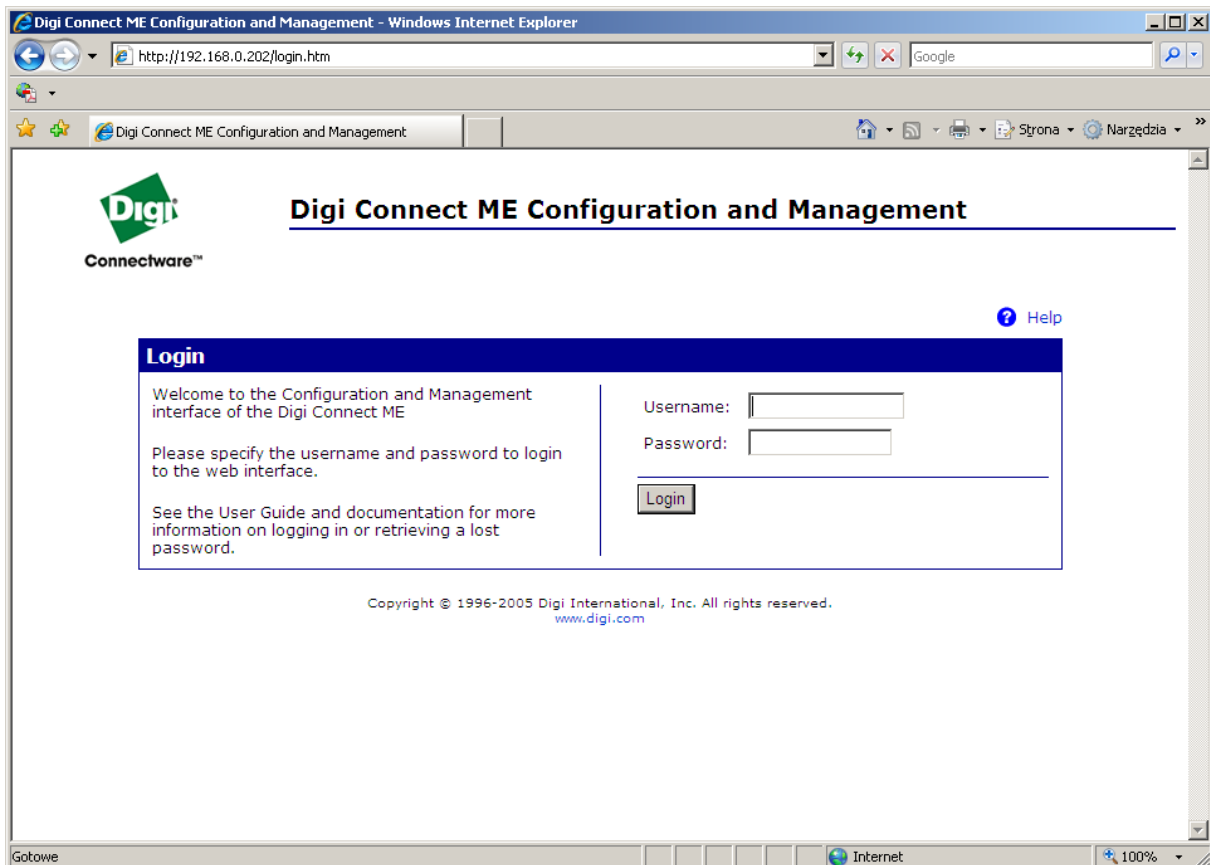 Digi Connect ME Configuration and Management - Windows Internet Explorer
http://192.168.0.202/login.htm
Google
Digi Connect ME Configuration and Management
Strona
Narzędzia
»
Digi
Connectware™
Digi Connect ME Configuration and Management
? Help
Login
Welcome to the Configuration and Management
interface of the Digi Connect ME
Please specify the username and password to login
to the web interface.
See the User Guide and documentation for more
information on logging in or retrieving a lost
password.
Username:
Password:
Login
Copyright © 1996-2005 Digi International, Inc. All rights reserved.
www.digi.com
Gotowe
Internet
100%